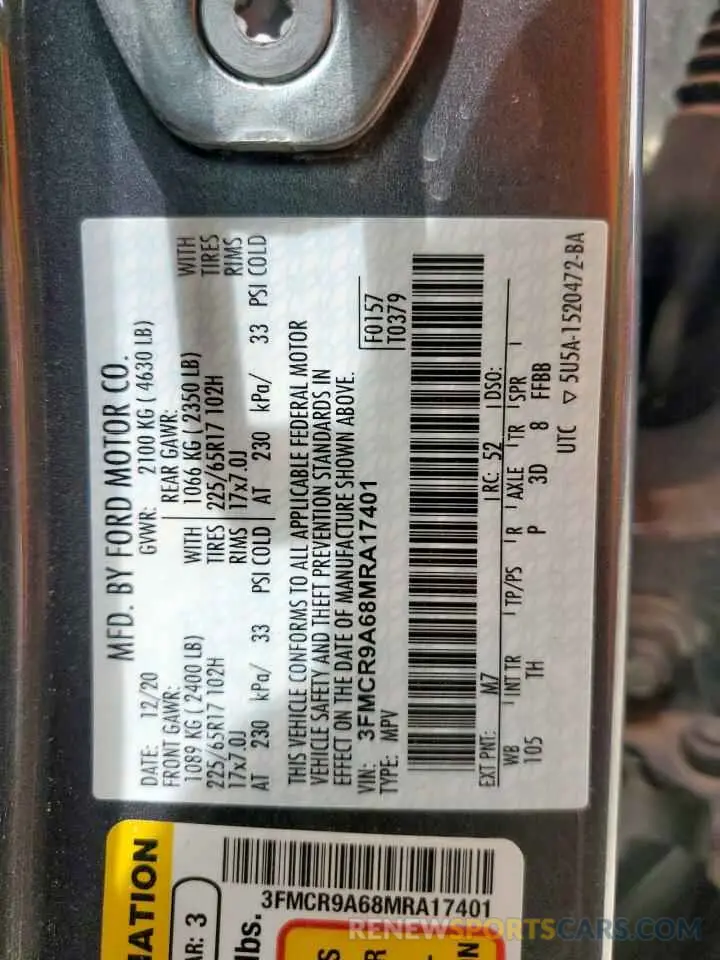 MFD. BY FORD MOTOR CO.
DATE: 12/20 GVWR: 2100 KG ( 4630 LB)
FRONT GAWR: REAR GAWR:
1089 KG ( 2400 LB) WITH 1066 KG ( 2350 LB) WITH
225/65R17 102H TIRES 225/65R17 102H TIRES
17x7.0J RIMS 17x7.0J RIMS
AT 230 kPa/ 33 PSI COLD AT 230 kPa/ 33 PSI COLD
THIS VEHICLE CONFORMS TO ALL APPLICABLE FEDERAL MOTOR
VEHICLE SAFETY AND THEFT PREVENTION STANDARDS IN
EFFECT ON THE DATE OF MANUFACTURE SHOWN ABOVE.
VIN: 3FMCR9A68MRA17401 F0157
TYPE: MPV T0379
EXT PNT: M7 RC: 52 DSO:
WB INT TR TP/PS R AXLE TR SPR
105 TH P 3D 8 FFBB
UTC ▽ 5U5A-1520472-BA
MATION
AR: 3
lbs.
3FMCR9A68MRA17401
RENEWSPORTSCARS.COM